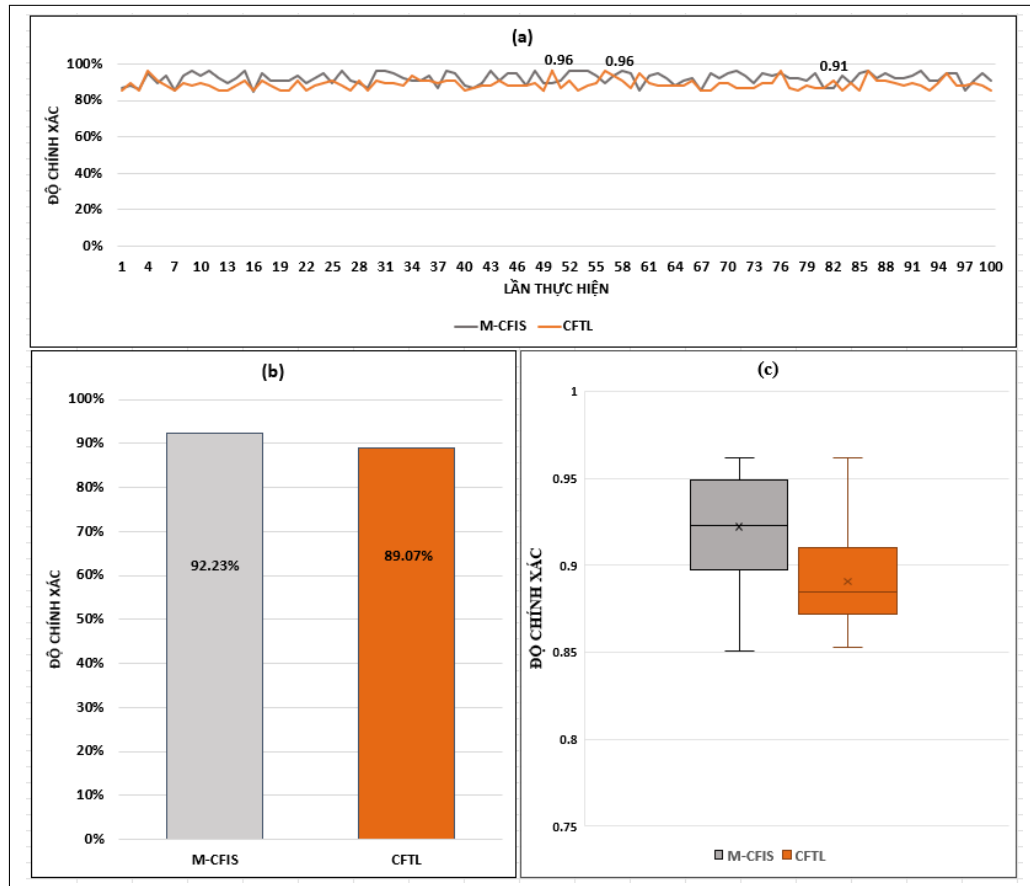 (a)
0.96 0.96 0.91
100%
80%
60%
40%
20%
0%
ĐỘ CHÍNH XÁC
1 4 7 10 13 16 19 22 25 28 31 34 37 40 43 46 49 52 55 58 61 64 67 70 73 76 79 82 85 88 91 94 97 100
LẦN THỰC HIỆN
M-CFIS CFTL
(b)
100%
90%
80%
70%
60%
50%
40%
30%
20%
10%
0%
ĐỘ CHÍNH XÁC
92.23%
89.07%
M-CFIS CFTL
(c)
1
0.95
0.9
0.85
0.8
0.75
ĐỘ CHÍNH XÁC
M-CFIS CFTL